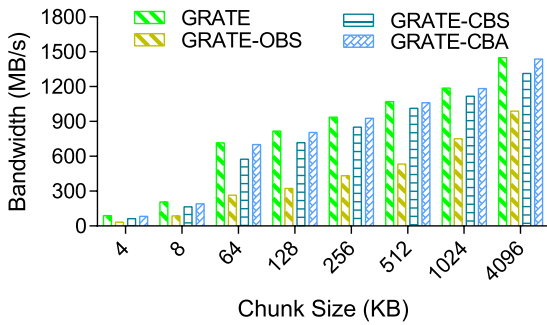 1800
1500
1200
900
600
300
0
Bandwidth (MB/s)
GRATE
GRATE-OBS
GRATE-CBS
GRATE-CBA
4
8
64
128
256
512
1024
4096
Chunk Size (KB)